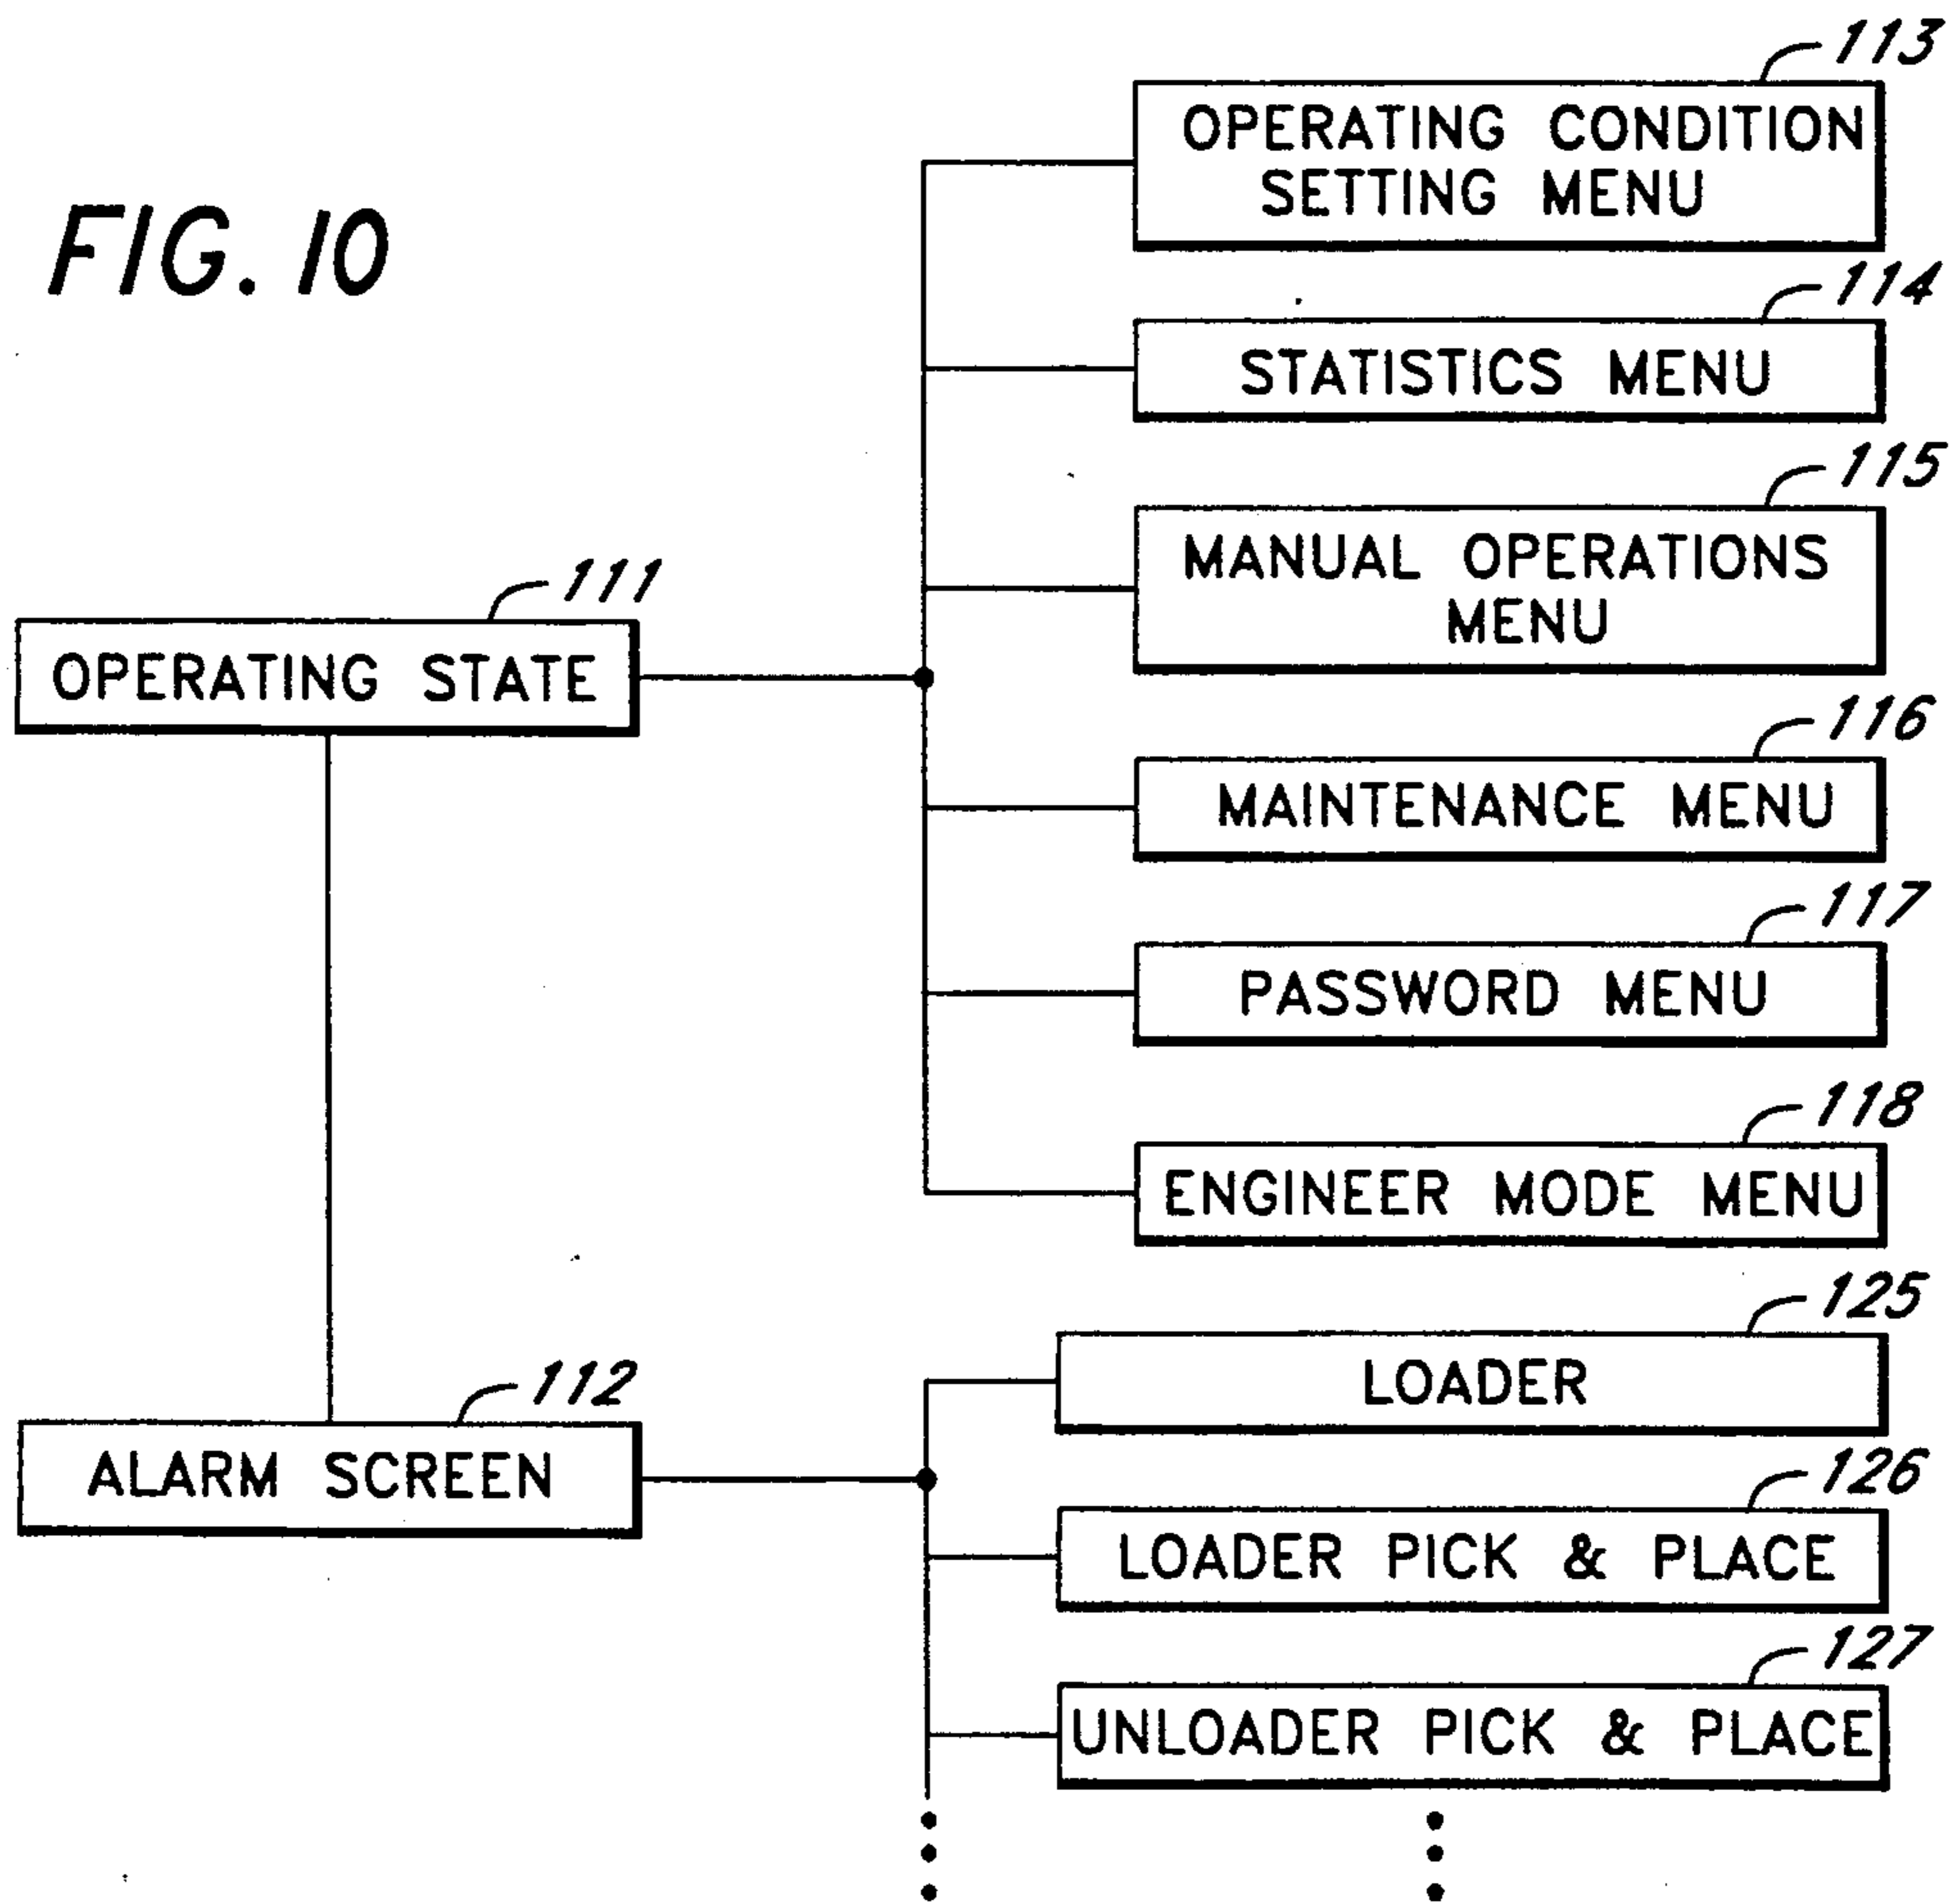 FIG. 10
113
OPERATING CONDITION
SETTING MENU
114
STATISTICS MENU
115
MANUAL OPERATIONS
MENU
111
OPERATING STATE
116
MAINTENANCE MENU
117
PASSWORD MENU
118
ENGINEER MODE MENU
125
LOADER
112
ALARM SCREEN
126
LOADER PICK & PLACE
127
UNLOADER PICK & PLACE